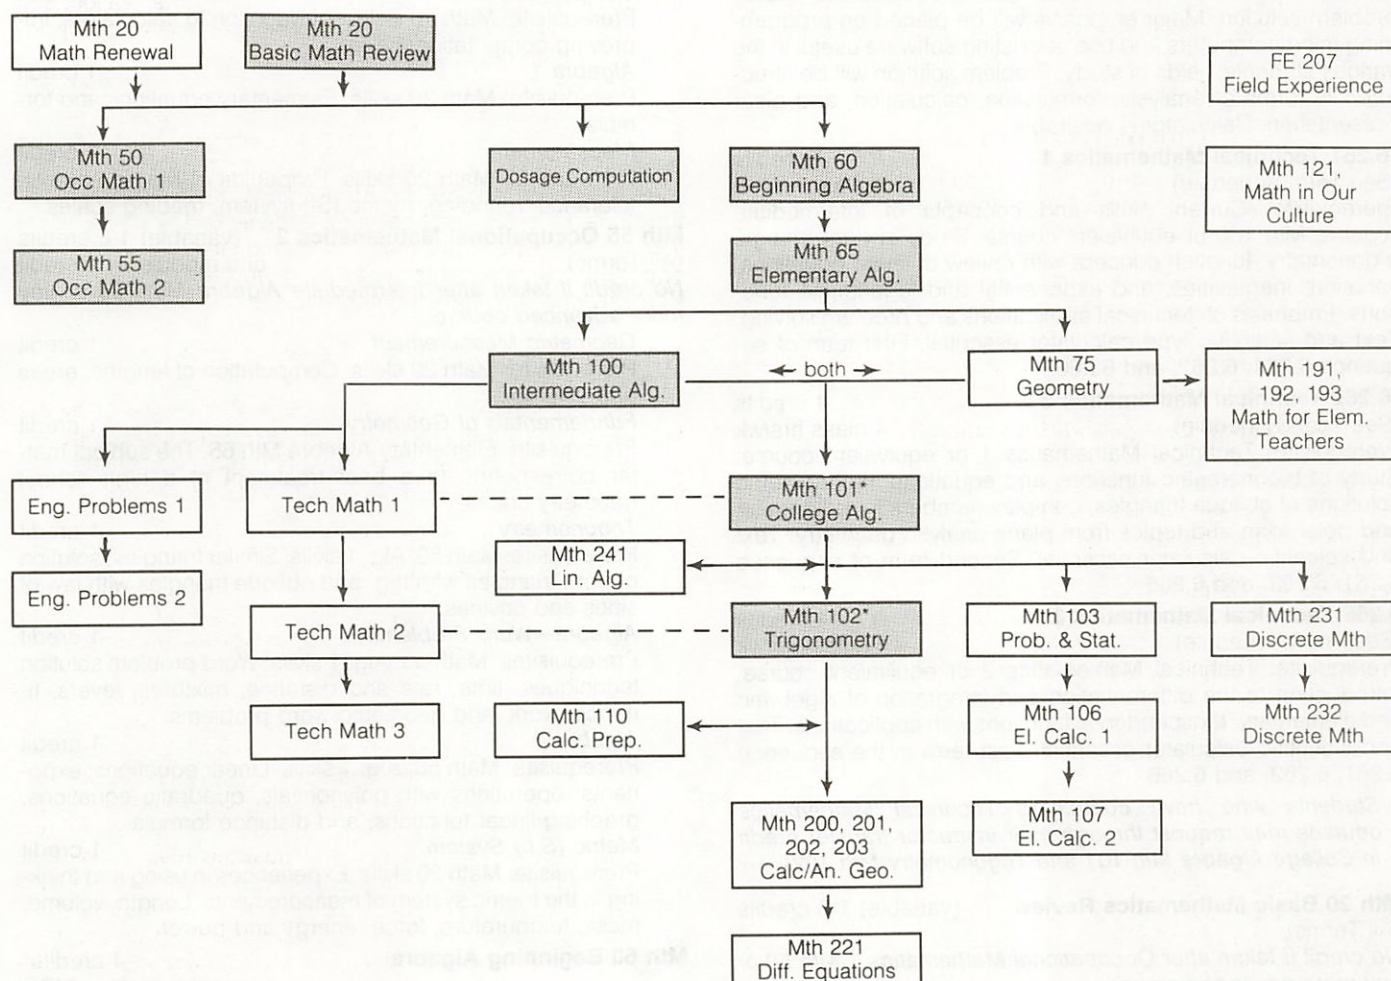 Mth 20
Math Renewal
Mth 20
Basic Math Review
FE 207
Field Experience
Mth 50
Occ Math 1
Dosage Computation
Mth 60
Beginning Algebra
Mth 121,
Math in Our
Culture
Mth 55
Occ Math 2
Mth 65
Elementary Alg.
Mth 100
Intermediate Alg.
both
Mth 75
Geometry
Mth 191,
192, 193
Math for Elem.
Teachers
Eng. Problems 1
Tech Math 1
Mth 101*
College Alg.
Mth 241
Lin. Alg.
Eng. Problems 2
Tech Math 2
Mth 102*
Trigonometry
Mth 103
Prob. & Stat.
Mth 231
Discrete Mth
Tech Math 3
Mth 110
Calc. Prep.
Mth 106
El. Calc. 1
Mth 232
Discrete Mth
Mth 200, 201,
202, 203
Calc/An. Geo.
Mth 107
El. Calc. 2
Mth 221
Diff. Equations